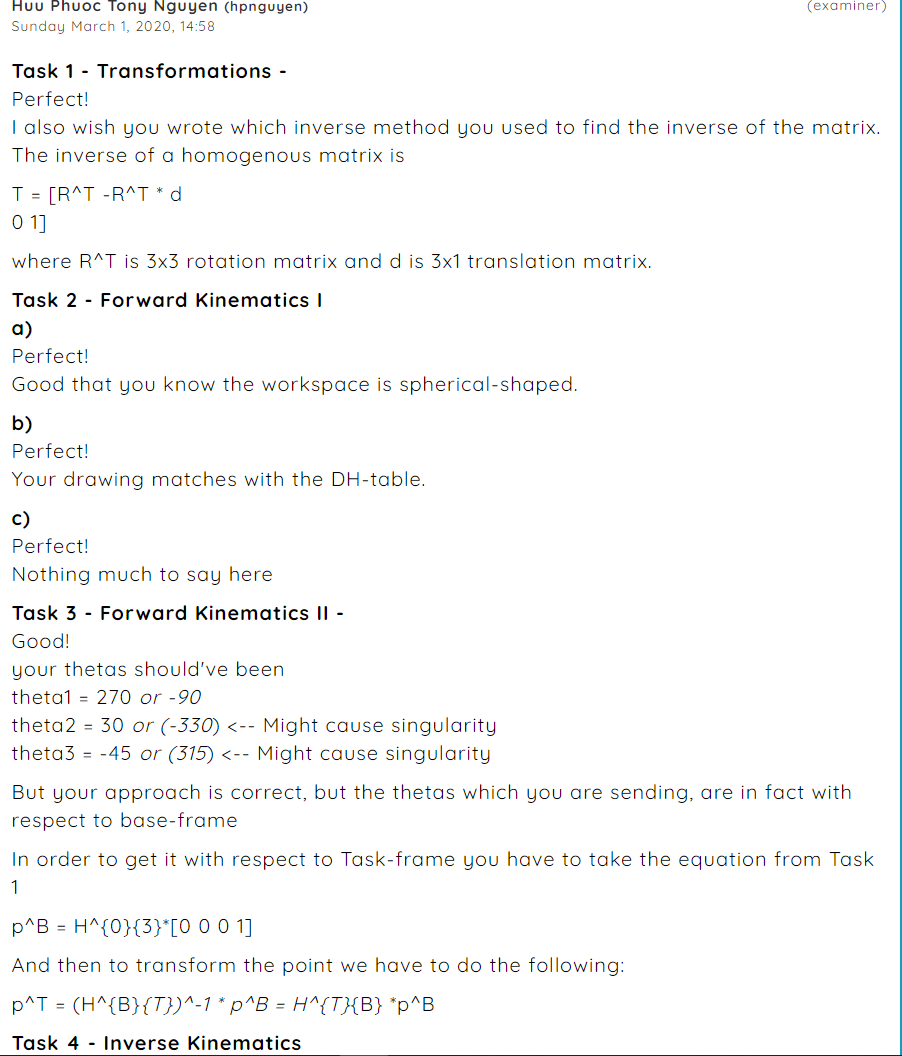 Huu Phuoc Tony Nguyen (hpnguyen) (examiner)
Sunday March 1, 2020, 14:58
Task 1 - Transformations -
Perfect!
I also wish you wrote which inverse method you used to find the inverse of the matrix.
The inverse of a homogenous matrix is
T = [R^T -R^T * d
0 1]
where R^T is 3x3 rotation matrix and d is 3x1 translation matrix.
Task 2 - Forward Kinematics I
a)
Perfect!
Good that you know the workspace is spherical-shaped.
b)
Perfect!
Your drawing matches with the DH-table.
c)
Perfect!
Nothing much to say here
Task 3 - Forward Kinematics II -
Good!
your thetas should've been
theta1 = 270 or -90
theta2 = 30 or (-330) <-- Might cause singularity
theta3 = -45 or (315) <-- Might cause singularity
But your approach is correct, but the thetas which you are sending, are in fact with
respect to base-frame
In order to get it with respect to Task-frame you have to take the equation from Task
1
p^B = H^{0}{3}*[0 0 0 1]
And then to transform the point we have to do the following:
p^T = (H^{B}{T})^-1 * p^B = H^{T}{B} *p^B
Task 4 - Inverse Kinematics